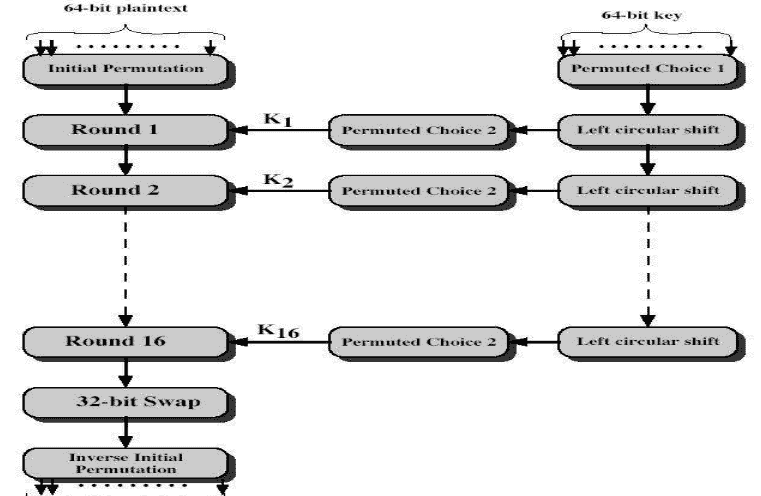 64-bit plaintext
64-bit key
Initial Permutation
Permuted Choice 1
Round 1
K1
Permuted Choice 2
Left circular shift
Round 2
K2
Permuted Choice 2
Left circular shift
Round 16
K16
Permuted Choice 2
Left circular shift
32-bit Swap
Inverse Initial
Permutation